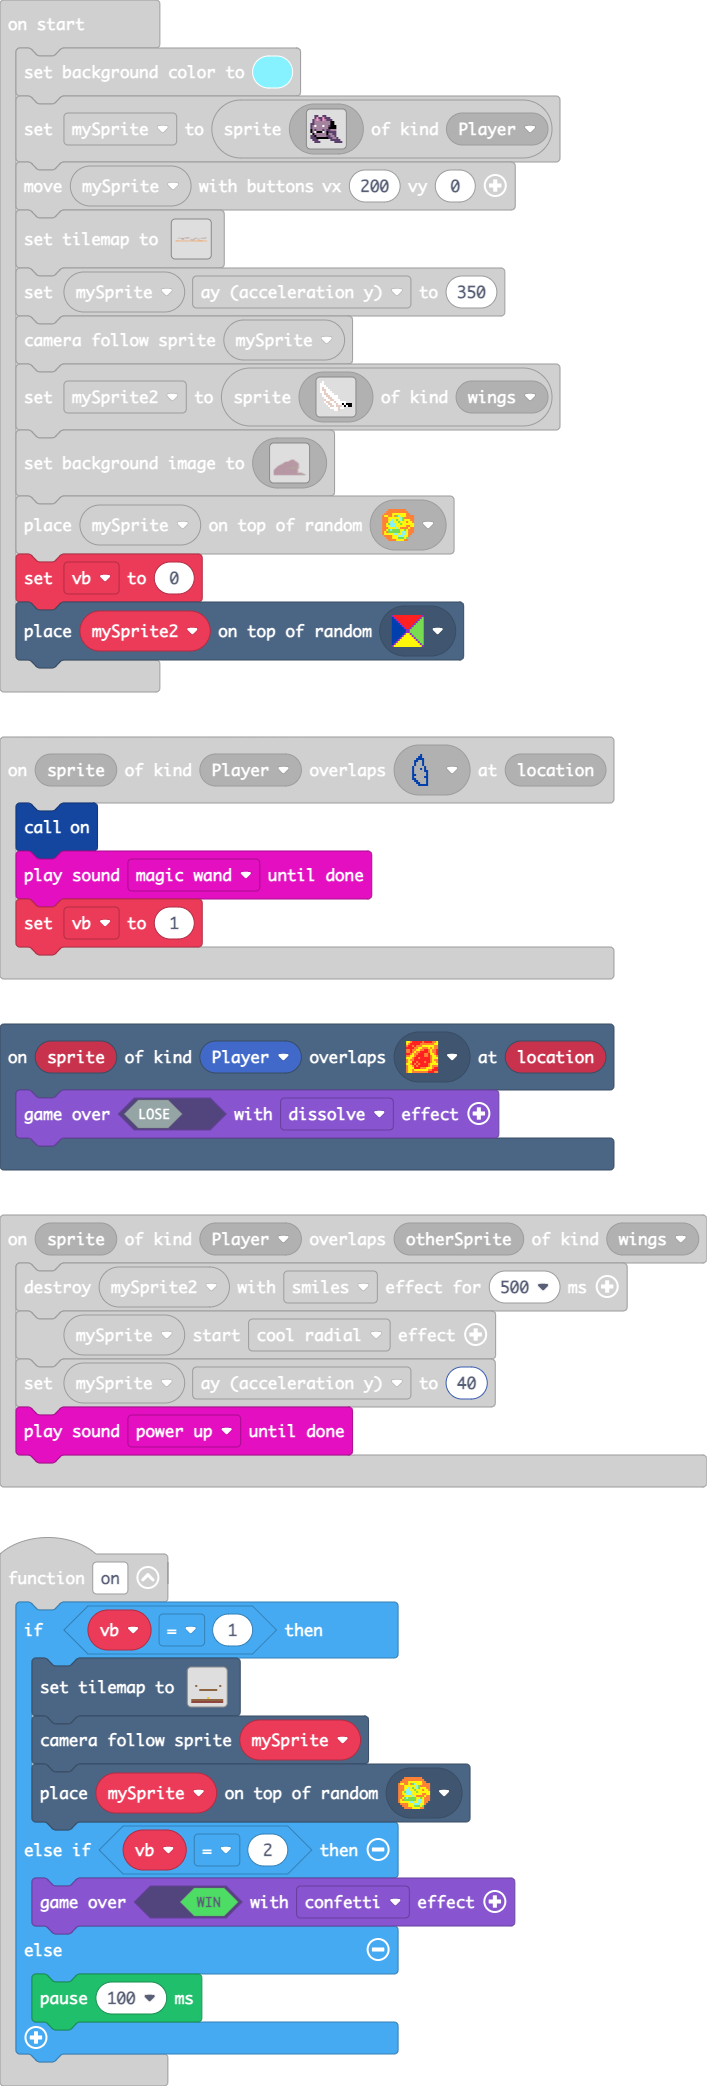 on start
set background color to
set mySprite to sprite of kind Player
move mySprite with buttons vx 200 vy 0
set tilemap to
set mySprite ay (acceleration y) to 350
camera follow sprite mySprite
set mySprite2 to sprite of kind wings
set background image to
place mySprite on top of random
set vb to 0
place mySprite2 on top of random
on sprite of kind Player overlaps at location
call on
play sound magic wand until done
set vb to 1
on sprite of kind Player overlaps at location
game over LOSE with dissolve effect
on sprite of kind Player overlaps otherSprite of kind wings
destroy mySprite2 with smiles effect for 500 ms
mySprite start cool radial effect
set mySprite ay (acceleration y) to 40
play sound power up until done
function on
if vb = 1 then
set tilemap to
camera follow sprite mySprite
place mySprite on top of random
else if vb = 2 then
game over WIN with confetti effect
else
pause 100 ms